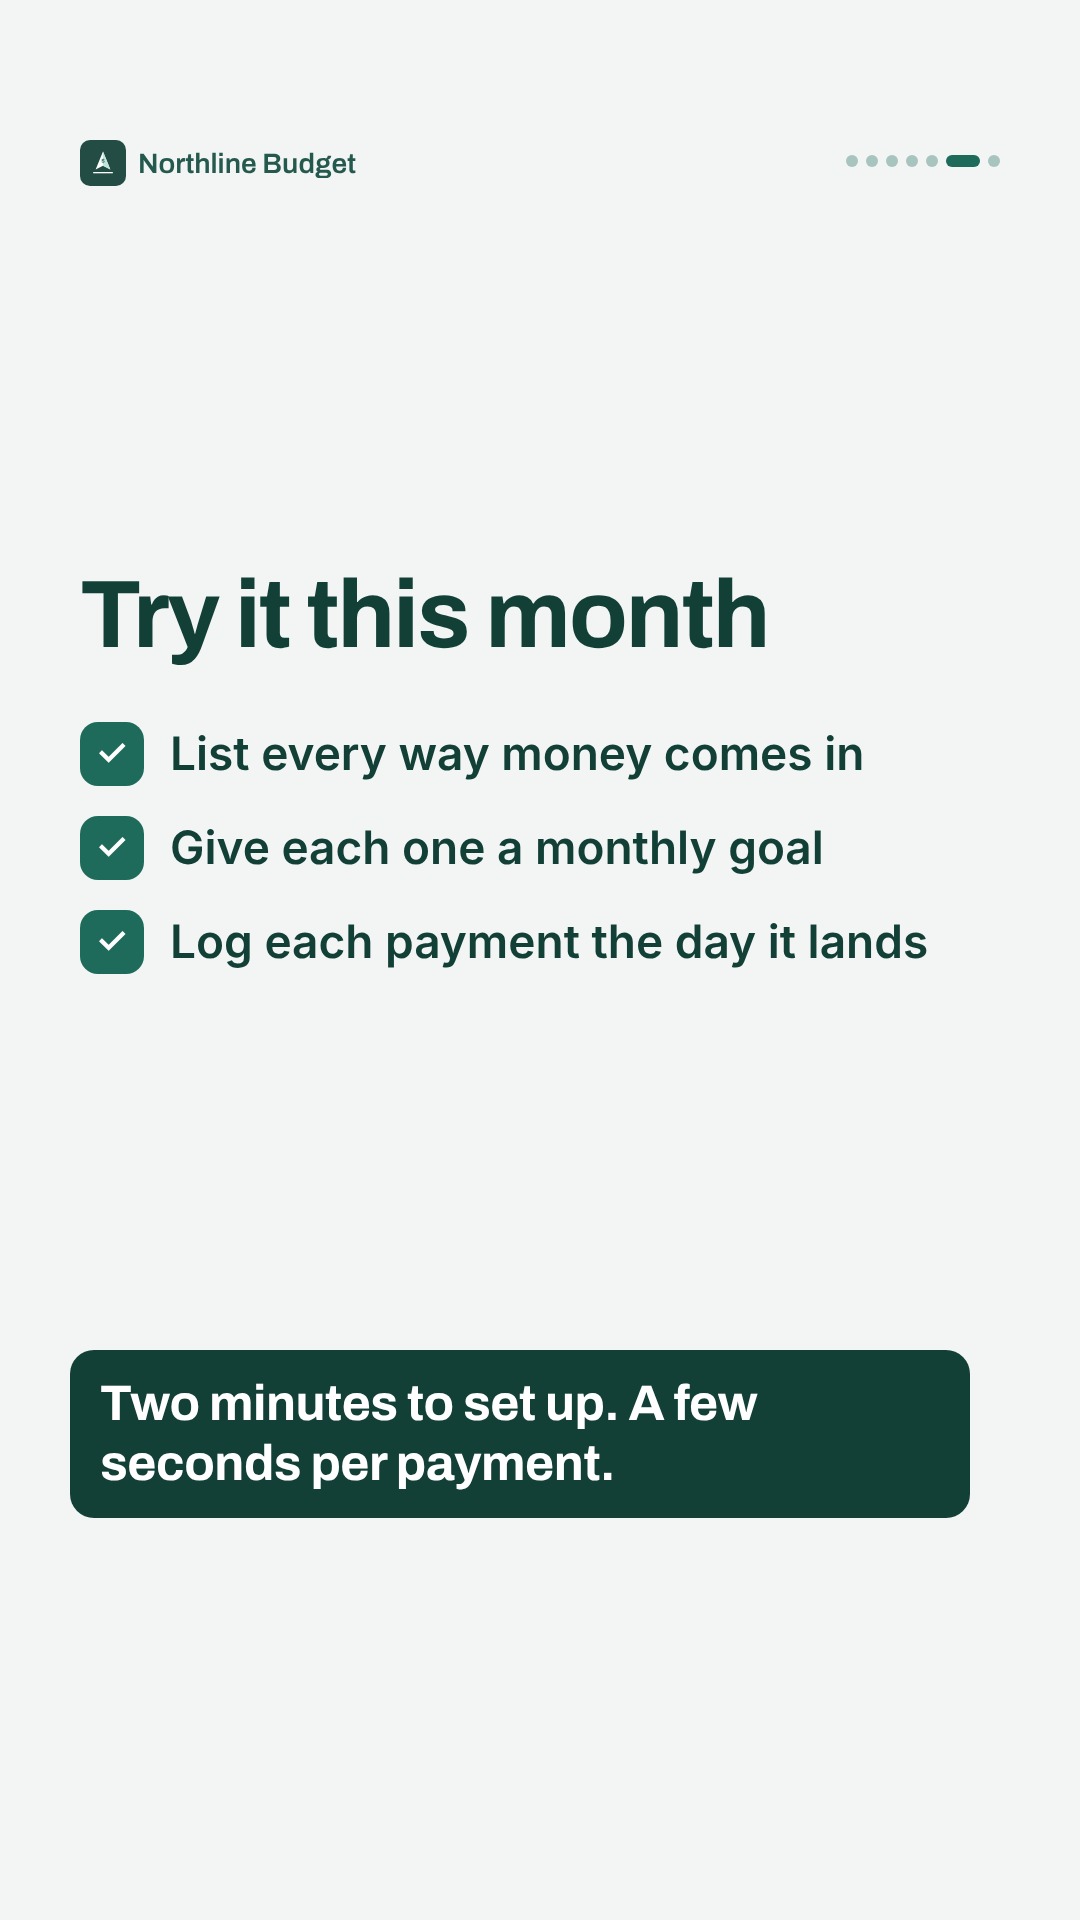 Northline Budget
Try it this month
List every way money comes in
Give each one a monthly goal
Log each payment the day it lands
Two minutes to set up. A few
seconds per payment.